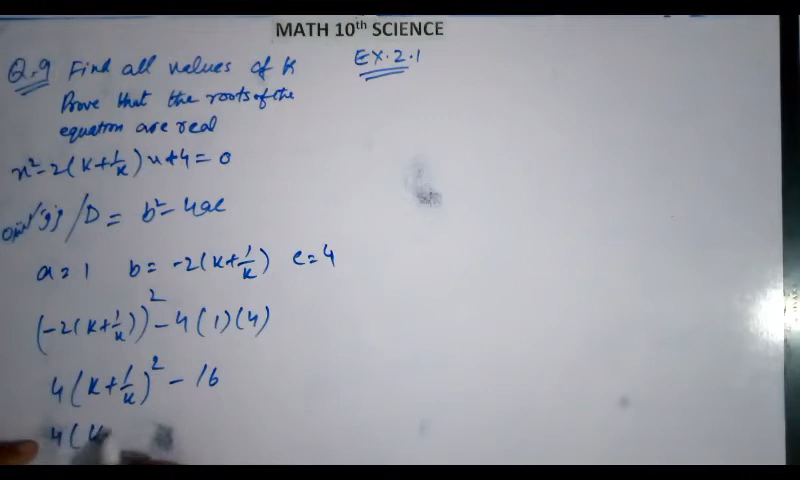 MATH 10th SCIENCE
EX.2.1
Q.9 Find all values of K
Prove that the roots of the
equation are real
x²-2(K+1/K)x+4=0
/D = b²-4ac
a=1 b=-2(K+1/K) c=4
(-2(K+1/K))²-4(1)(4)
4(K+1/K)²-16
4(K